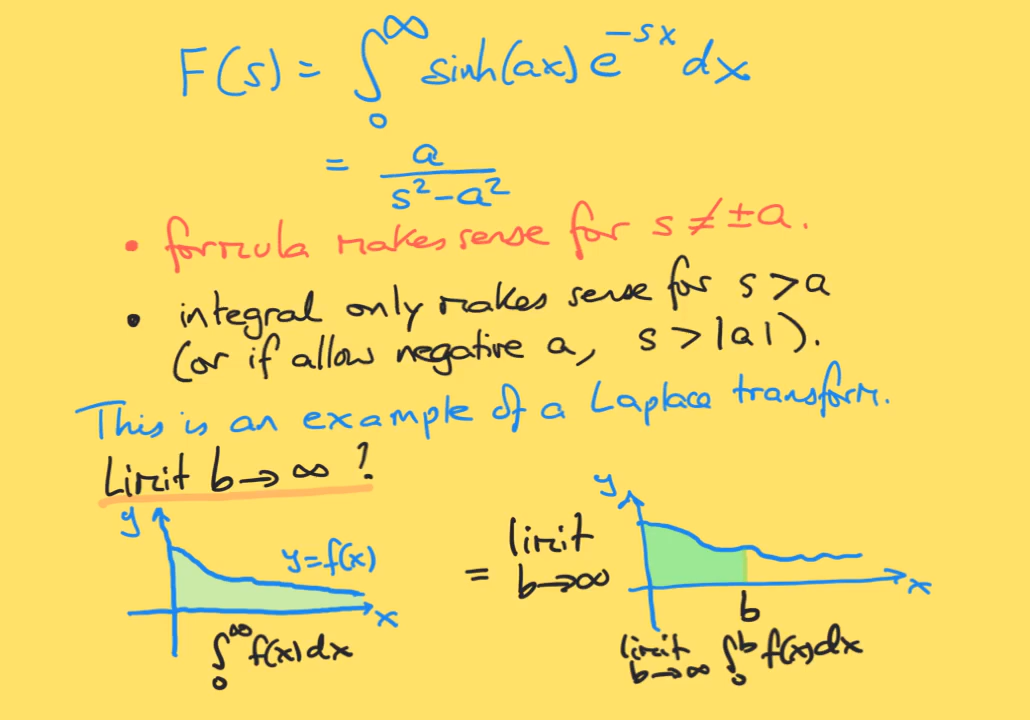 F(s) = ∫₀^∞ sinh(ax) e^{-sx} dx
= a / (s² - a²)
• formula makes sense for s ≠ ±a.
• integral only makes sense for s > a
(or if allow negative a, s > |a|).
This is an example of a Laplace transform.
Limit b → ∞ ?
y
y = f(x)
x
∫₀^∞ f(x) dx
= limit b → ∞
y
x
b
limit b → ∞ ∫₀^b f(x) dx